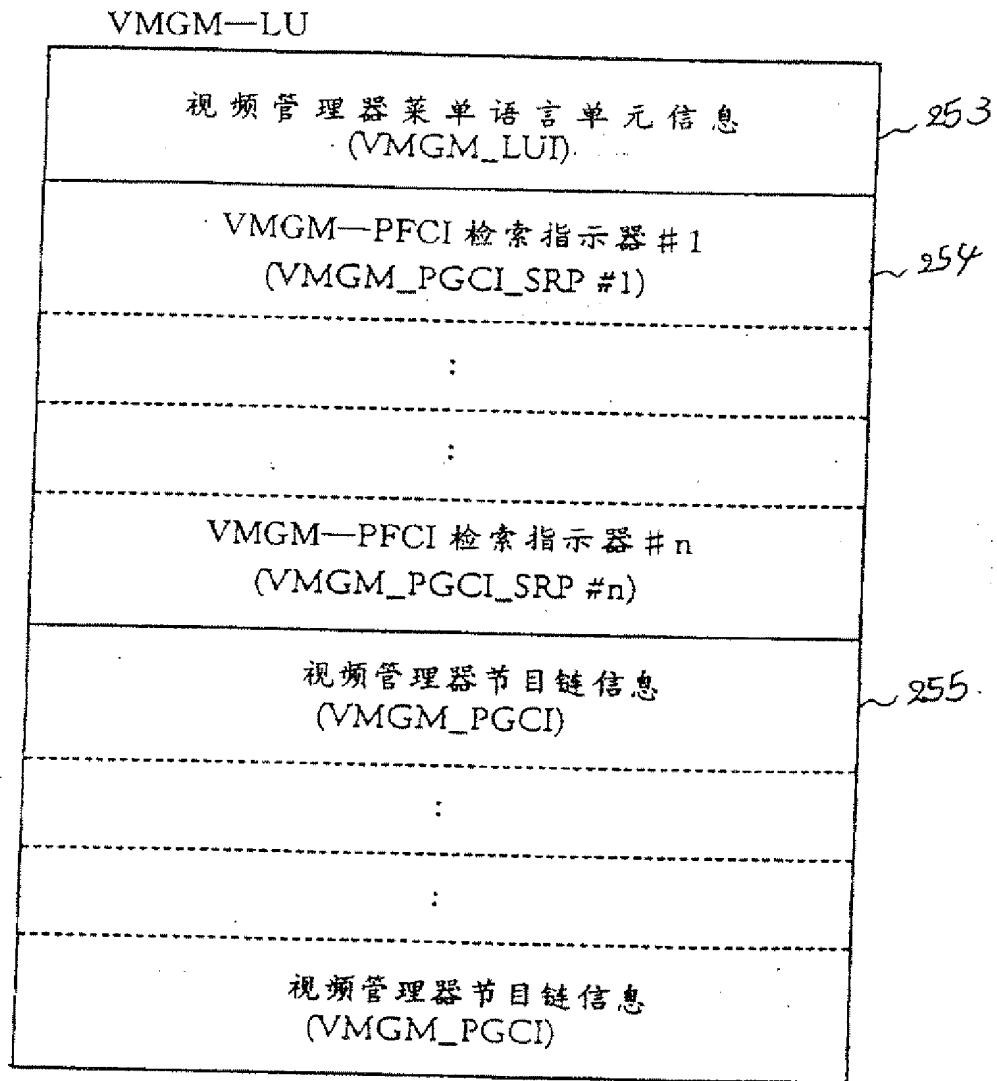 VMGM—LU
视频管理器菜单语言单元信息
(VMGM_LUI)
253
VMGM—PFCI 检索指示器#1
(VMGM_PGCI_SRP #1)
254
:
:
VMGM—PFCI 检索指示器#n
(VMGM_PGCI_SRP #n)
视频管理器节目链信息
(VMGM_PGCI)
255
:
:
视频管理器节目链信息
(VMGM_PGCI)